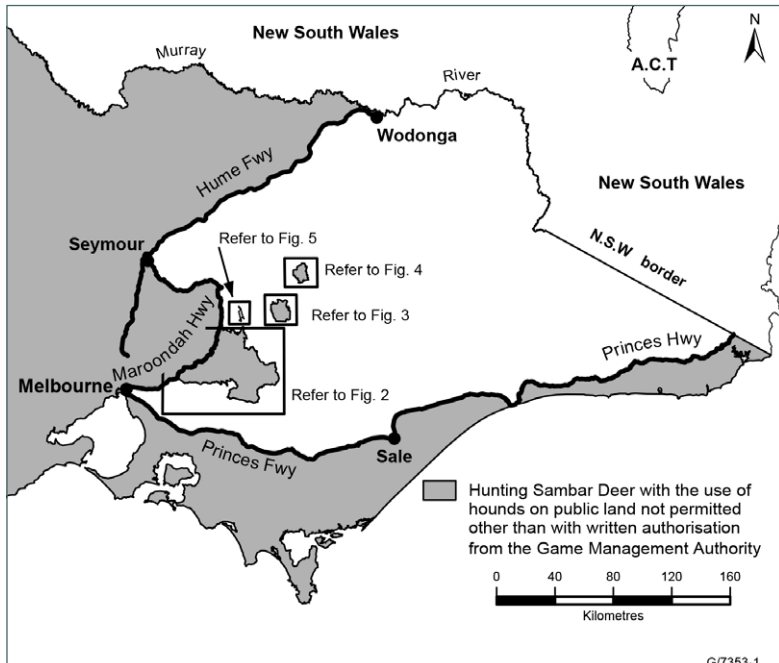 New South Wales
Murray
River
A.C.T
N
Wodonga
Hume Fwy
New South Wales
Seymour
Refer to Fig. 5
N.S.W border
Refer to Fig. 4
Refer to Fig. 3
Maroondah Hwy
Princes Hwy
Melbourne
Refer to Fig. 2
Princes Fwy
Sale
Hunting Sambar Deer with the use of
hounds on public land not permitted
other than with written authorisation
from the Game Management Authority
0 40 80 120 160
Kilometres
G/7353-1